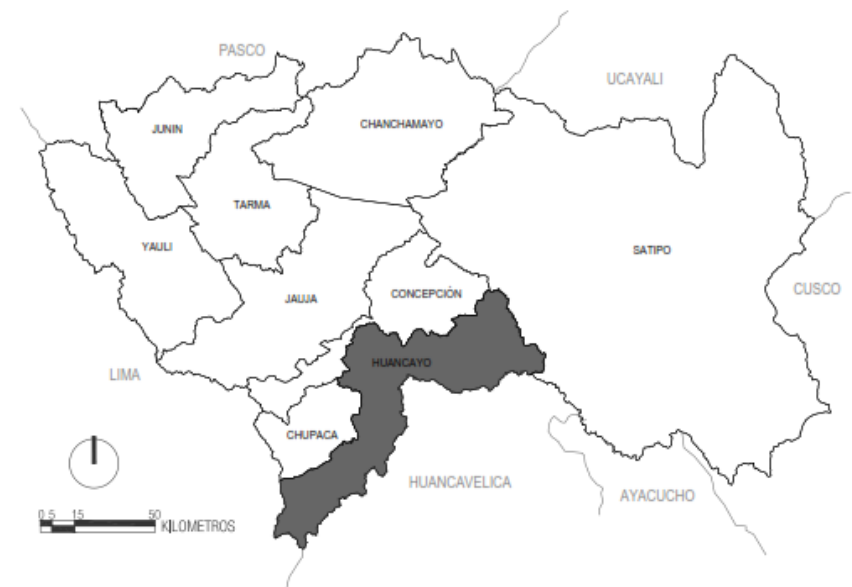 PASCO
UCAYALI
JUNIN
CHANCHAMAYO
TARMA
YAULI
SATIPO
JAUJA
CONCEPCIÓN
CUSCO
HUANCAYO
LIMA
CHUPACA
HUANCAVELICA
AYACUCHO
0 5 15 50
KILOMETROS